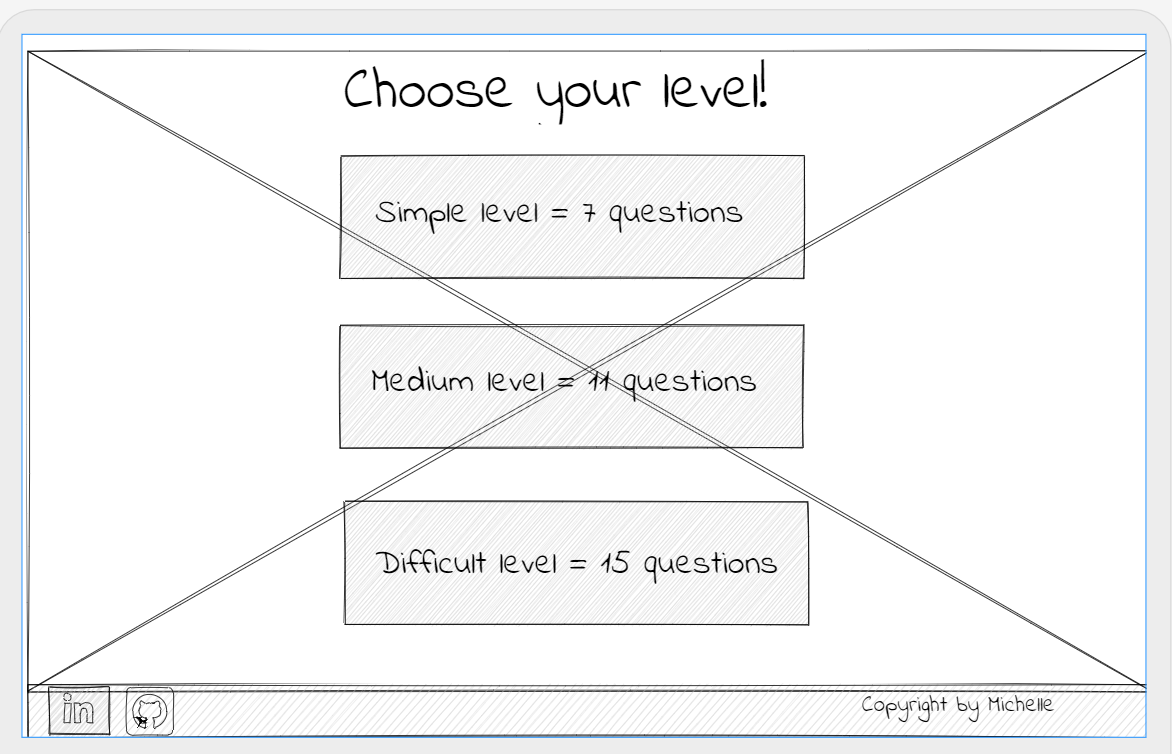 Choose your level!
Simple level = 7 questions
Medium level = 11 questions
Difficult level = 15 questions
in
Copyright by Michelle